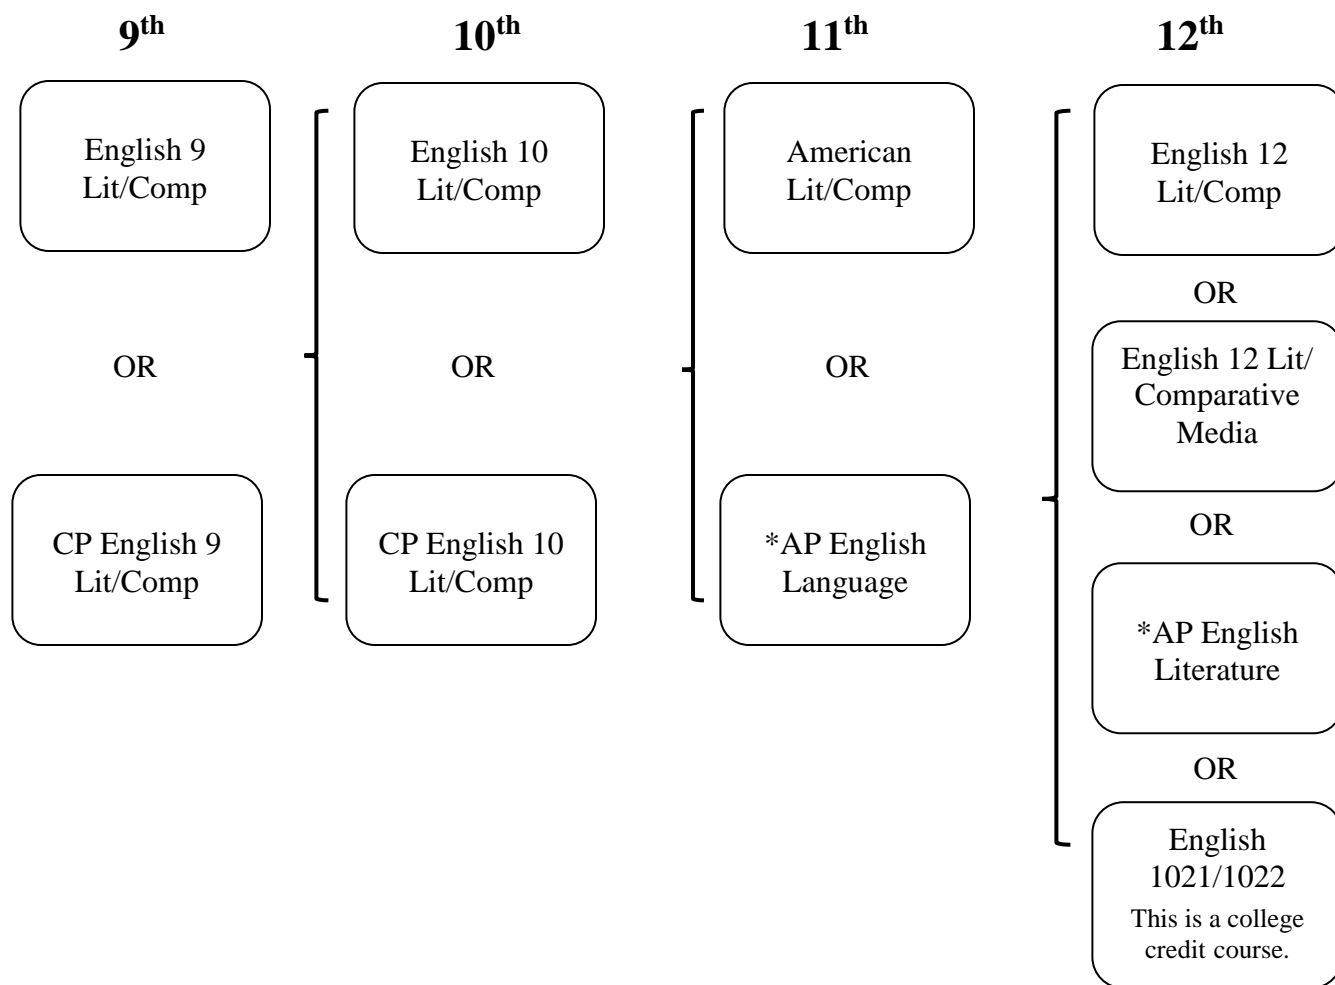 9th
10th
11th
12th
English 9
Lit/Comp
OR
CP English 9
Lit/Comp
English 10
Lit/Comp
OR
CP English 10
Lit/Comp
American
Lit/Comp
OR
*AP English
Language
English 12
Lit/Comp
OR
English 12 Lit/
Comparative
Media
OR
*AP English
Literature
OR
English
1021/1022
This is a college
credit course.